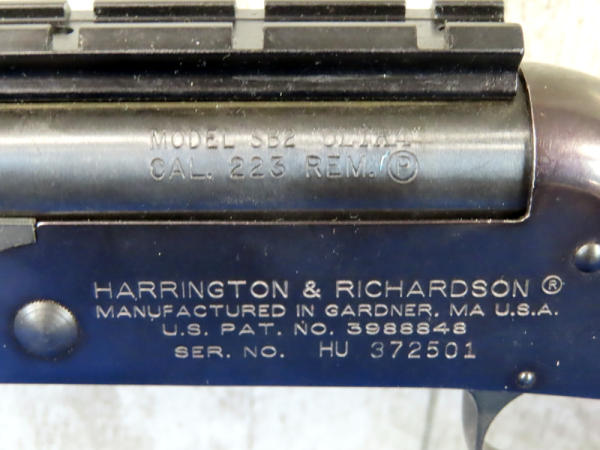 MODEL SB2 "ULTRA"
CAL. 223 REM. P
HARRINGTON & RICHARDSON ®
MANUFACTURED IN GARDNER, MA U.S.A.
U.S. PAT. NO. 3988848
SER. NO. HU 372501